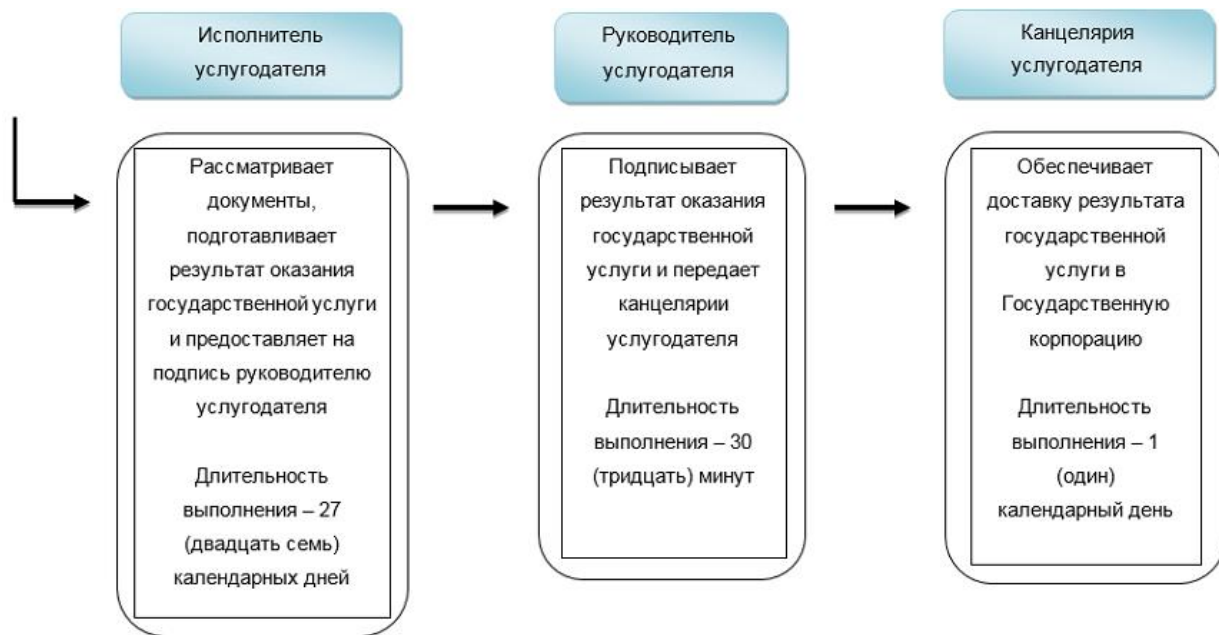 Исполнитель
услугодателя
Рассматривает
документы,
подготавливает
результат оказания
государственной услуги
и предоставляет на
подпись руководителю
услугодателя
Длительность
выполнения – 27
(двадцать семь)
календарных дней
Руководитель
услугодателя
Подписывает
результат оказания
государственной
услуги и передает
канцелярии
услугодателя
Длительность
выполнения – 30
(тридцать) минут
Канцелярия
услугодателя
Обеспечивает
доставку результата
государственной
услуги в
Государственную
корпорацию
Длительность
выполнения – 1
(один)
календарный день